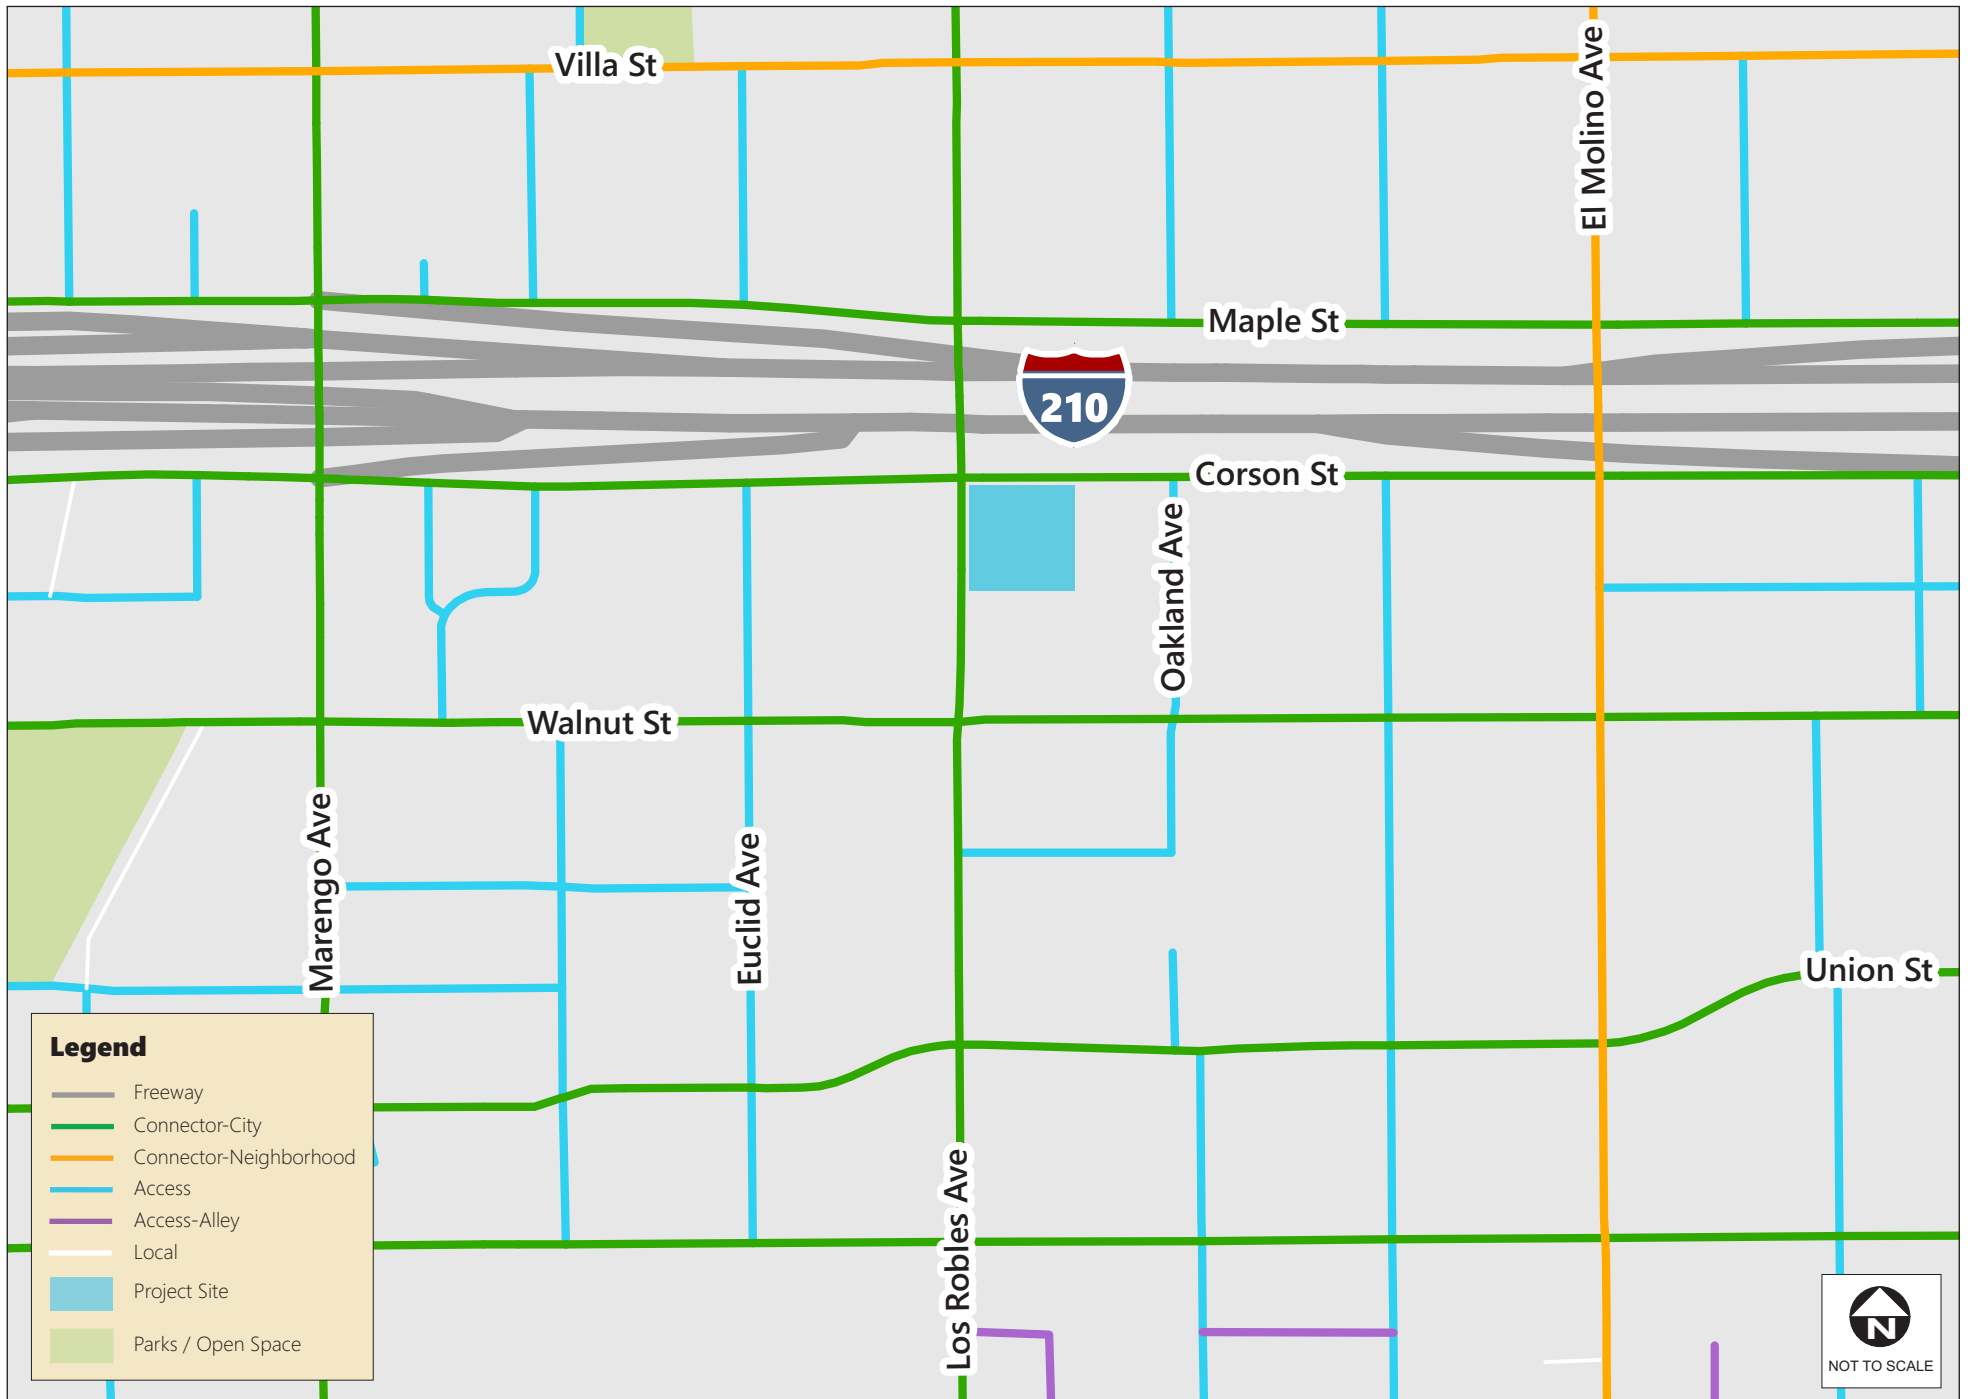 Villa St
El Molino Ave
Maple St
210
Corson St
Oakland Ave
Walnut St
Marengo Ave
Euclid Ave
Union St
Los Robles Ave
Legend
Freeway
Connector-City
Connector-Neighborhood
Access
Access-Alley
Local
Project Site
Parks / Open Space
N
NOT TO SCALE